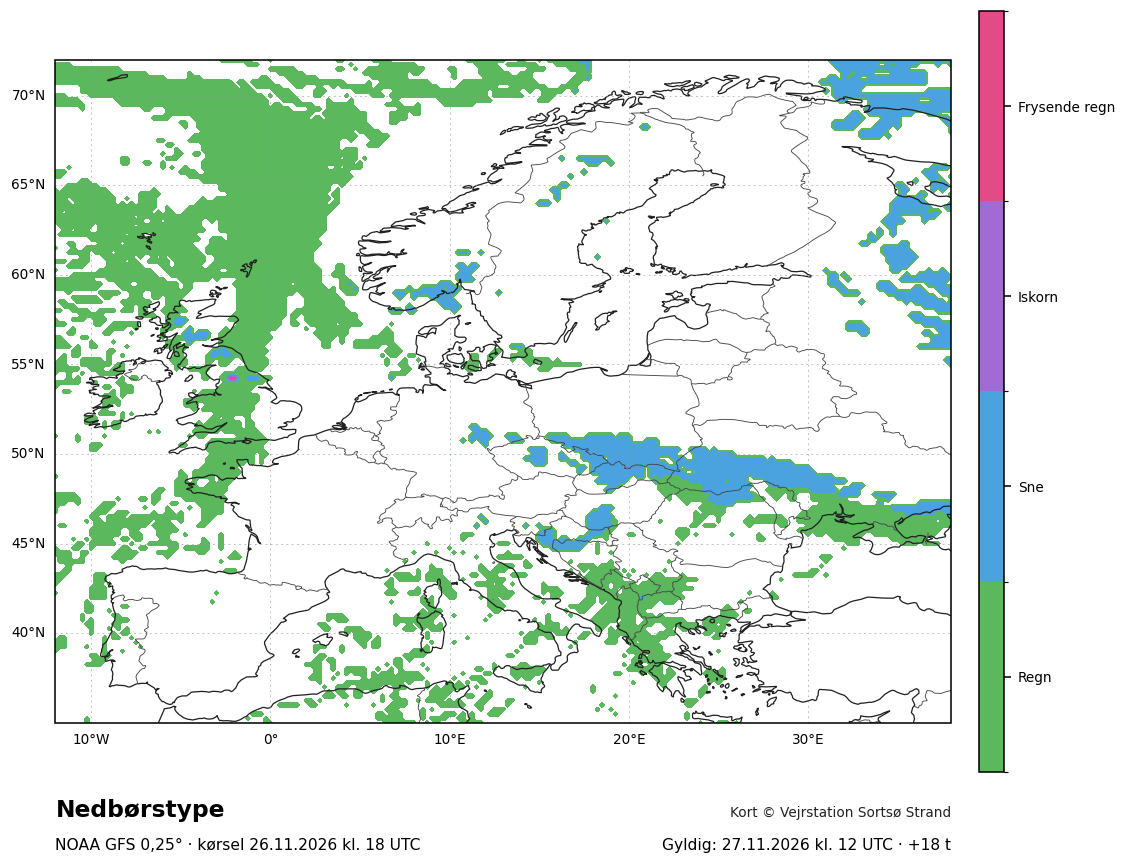 Frysende regn
Iskorn
Sne
Regn
70°N
65°N
60°N
55°N
50°N
45°N
40°N
10°W
0°
10°E
20°E
30°E
Nedbørstype
Kort © Vejrstation Sortsø Strand
NOAA GFS 0,25° · kørsel 26.11.2026 kl. 18 UTC
Gyldig: 27.11.2026 kl. 12 UTC · +18 t